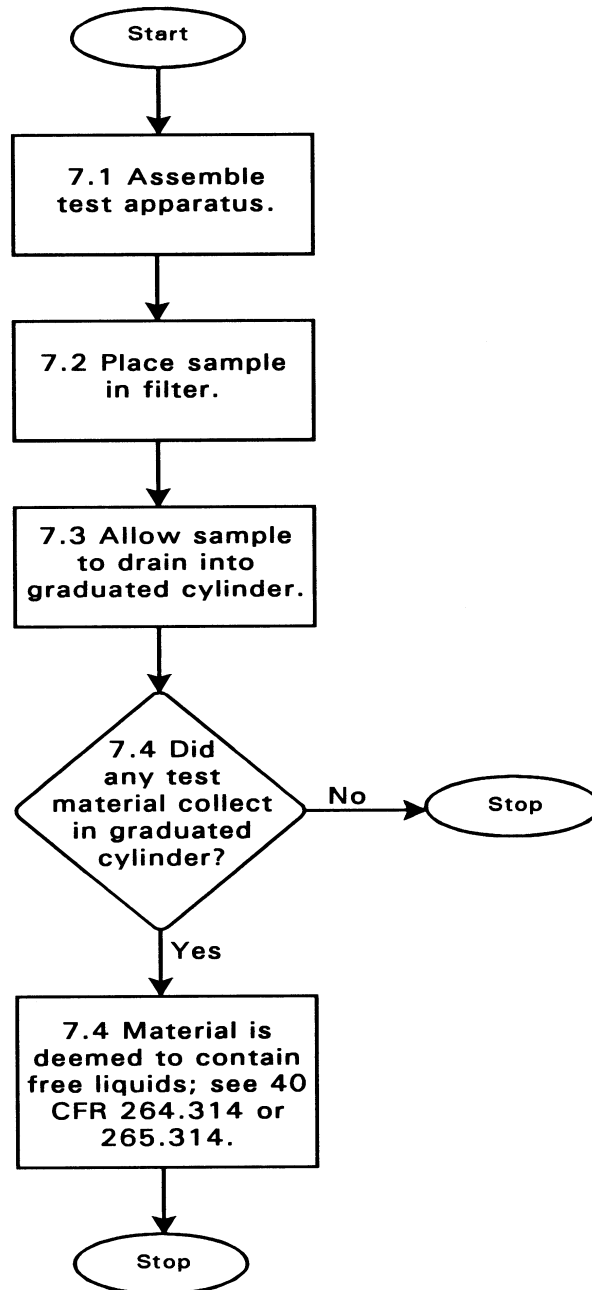 Start
7.1 Assemble
test apparatus.
7.2 Place sample
in filter.
7.3 Allow sample
to drain into
graduated cylinder.
7.4 Did
any test
material collect
in graduated
cylinder?
No
Stop
Yes
7.4 Material is
deemed to contain
free liquids; see 40
CFR 264.314 or
265.314.
Stop